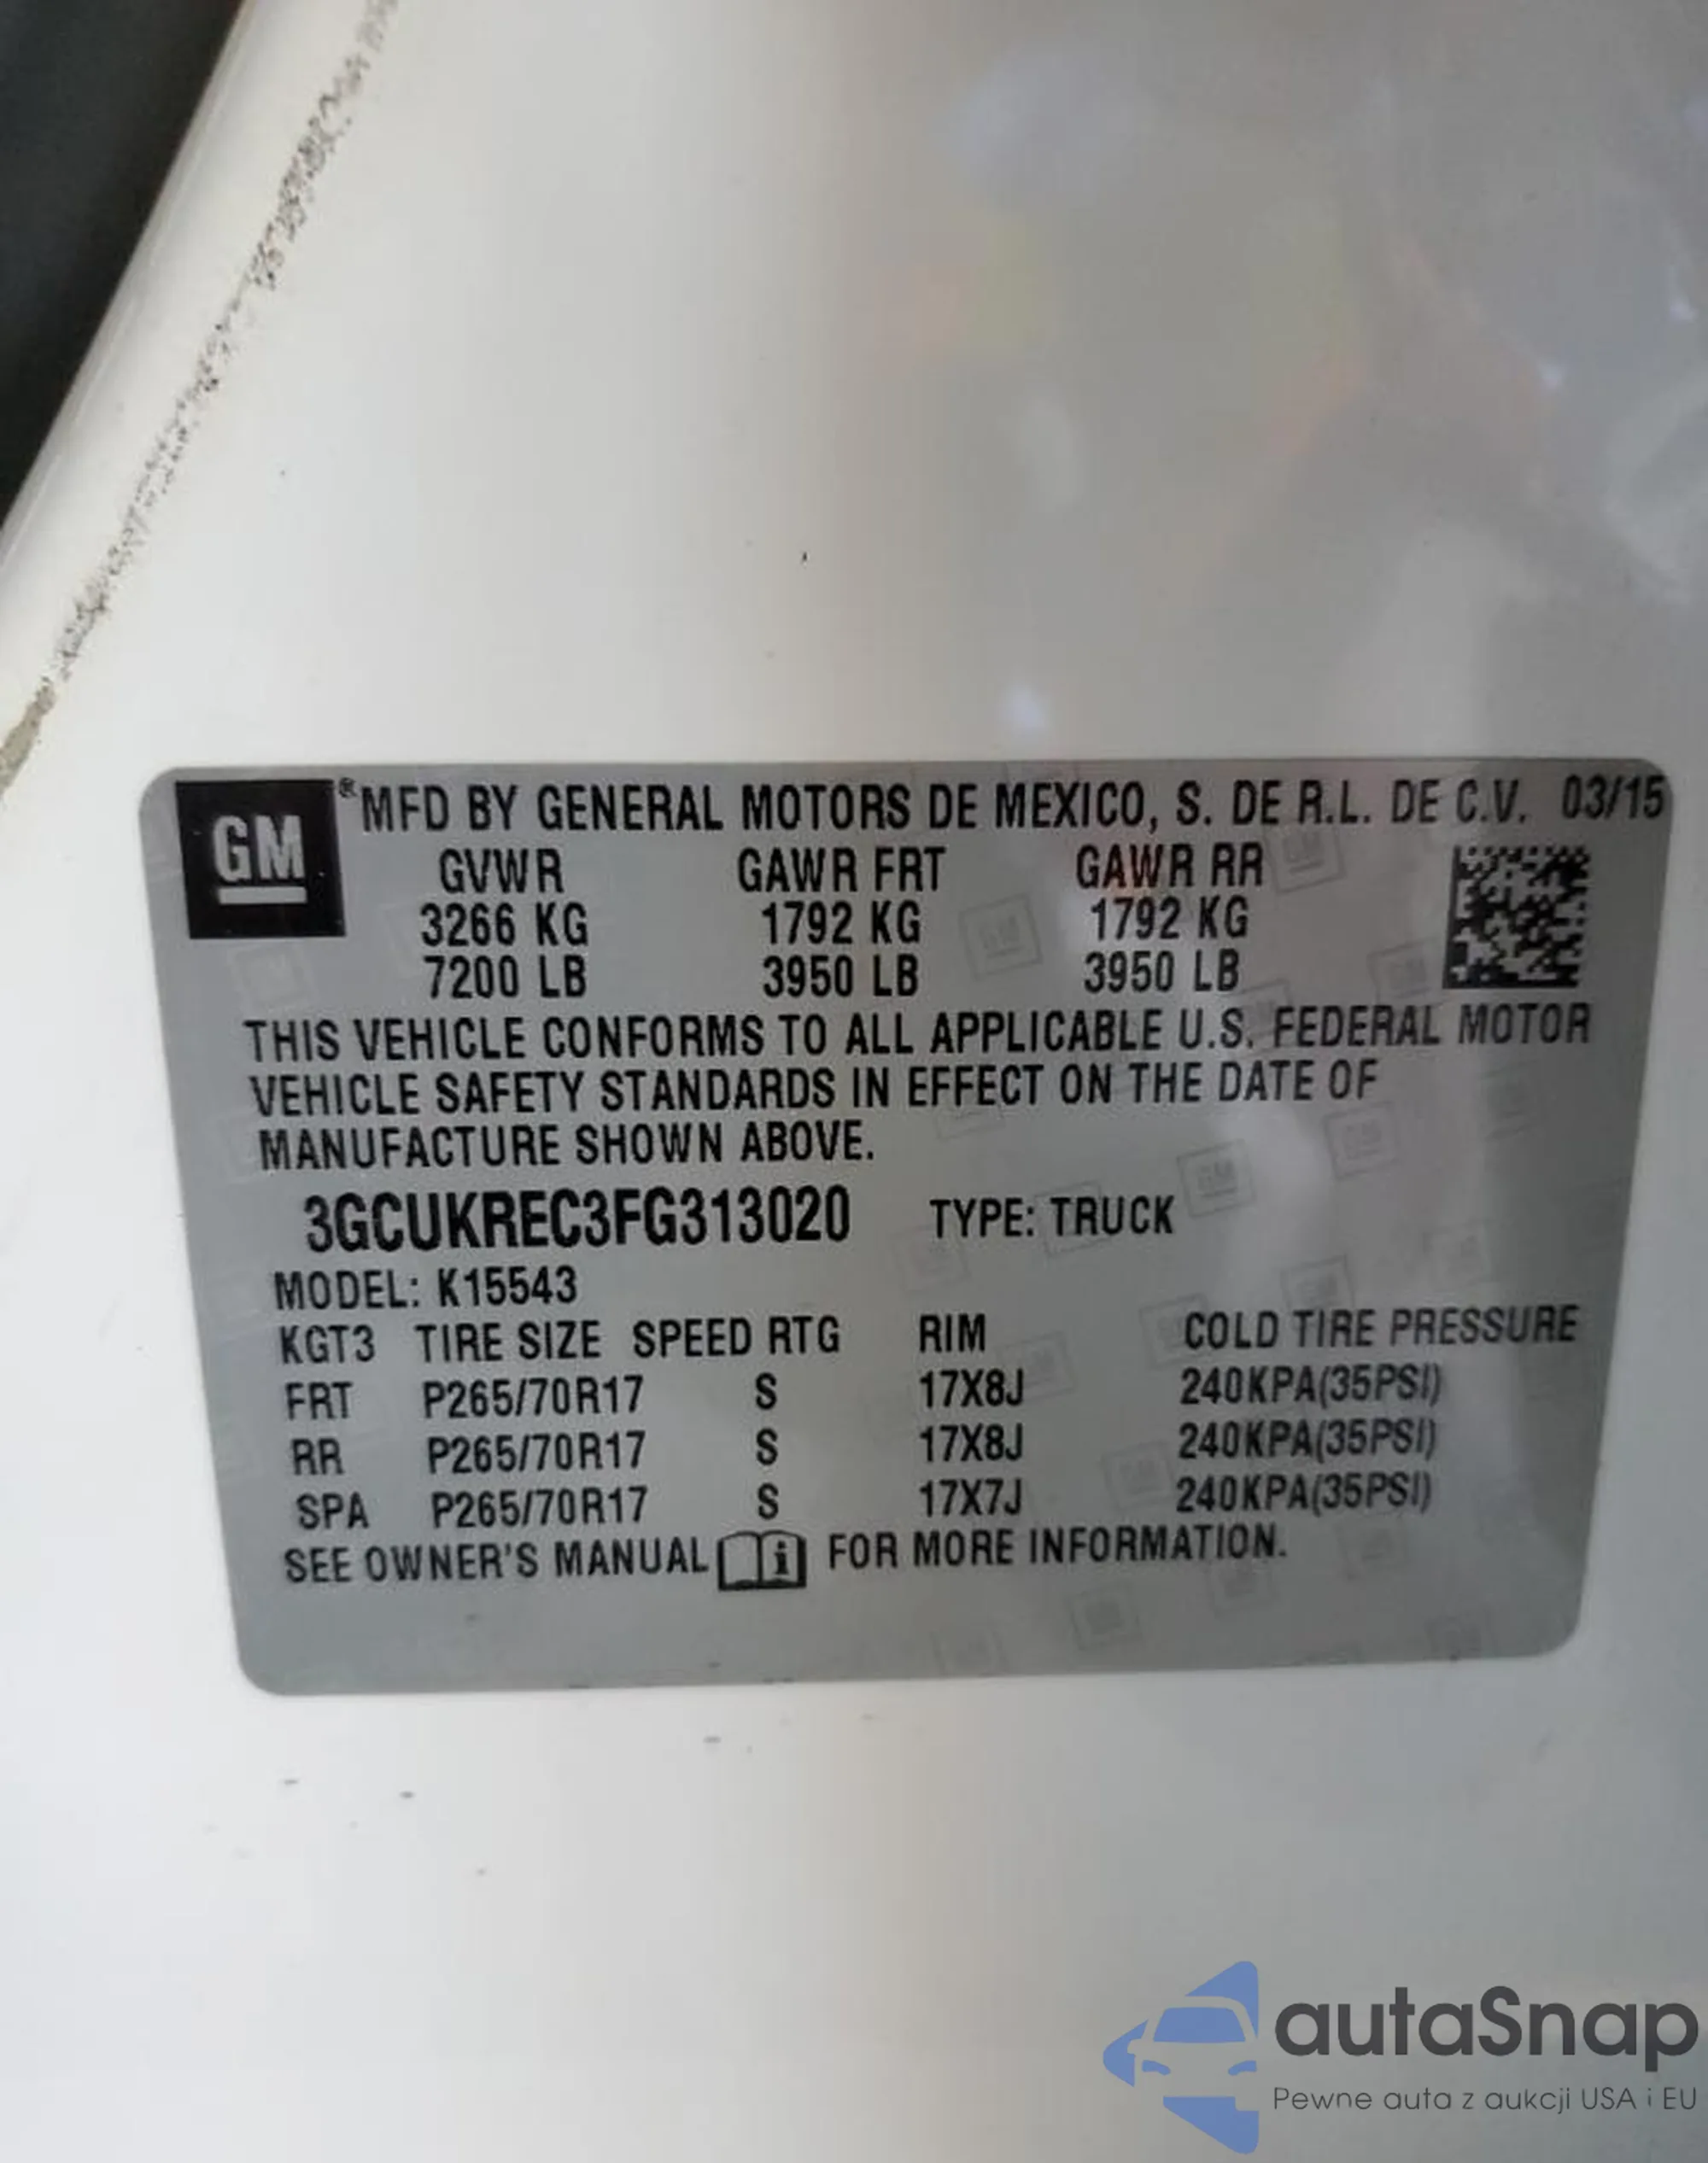 GM ®MFD BY GENERAL MOTORS DE MEXICO, S. DE R.L. DE C.V. 03/15
GVWR GAWR FRT GAWR RR
3266 KG 1792 KG 1792 KG
7200 LB 3950 LB 3950 LB
THIS VEHICLE CONFORMS TO ALL APPLICABLE U.S. FEDERAL MOTOR
VEHICLE SAFETY STANDARDS IN EFFECT ON THE DATE OF
MANUFACTURE SHOWN ABOVE.
3GCUKREC3FG313020 TYPE: TRUCK
MODEL: K15543
KGT3 TIRE SIZE SPEED RTG RIM COLD TIRE PRESSURE
FRT P265/70R17 S 17X8J 240KPA(35PSI)
RR P265/70R17 S 17X8J 240KPA(35PSI)
SPA P265/70R17 S 17X7J 240KPA(35PSI)
SEE OWNER'S MANUAL i FOR MORE INFORMATION.
autaSnap
Pewne auta z aukcji USA i EU